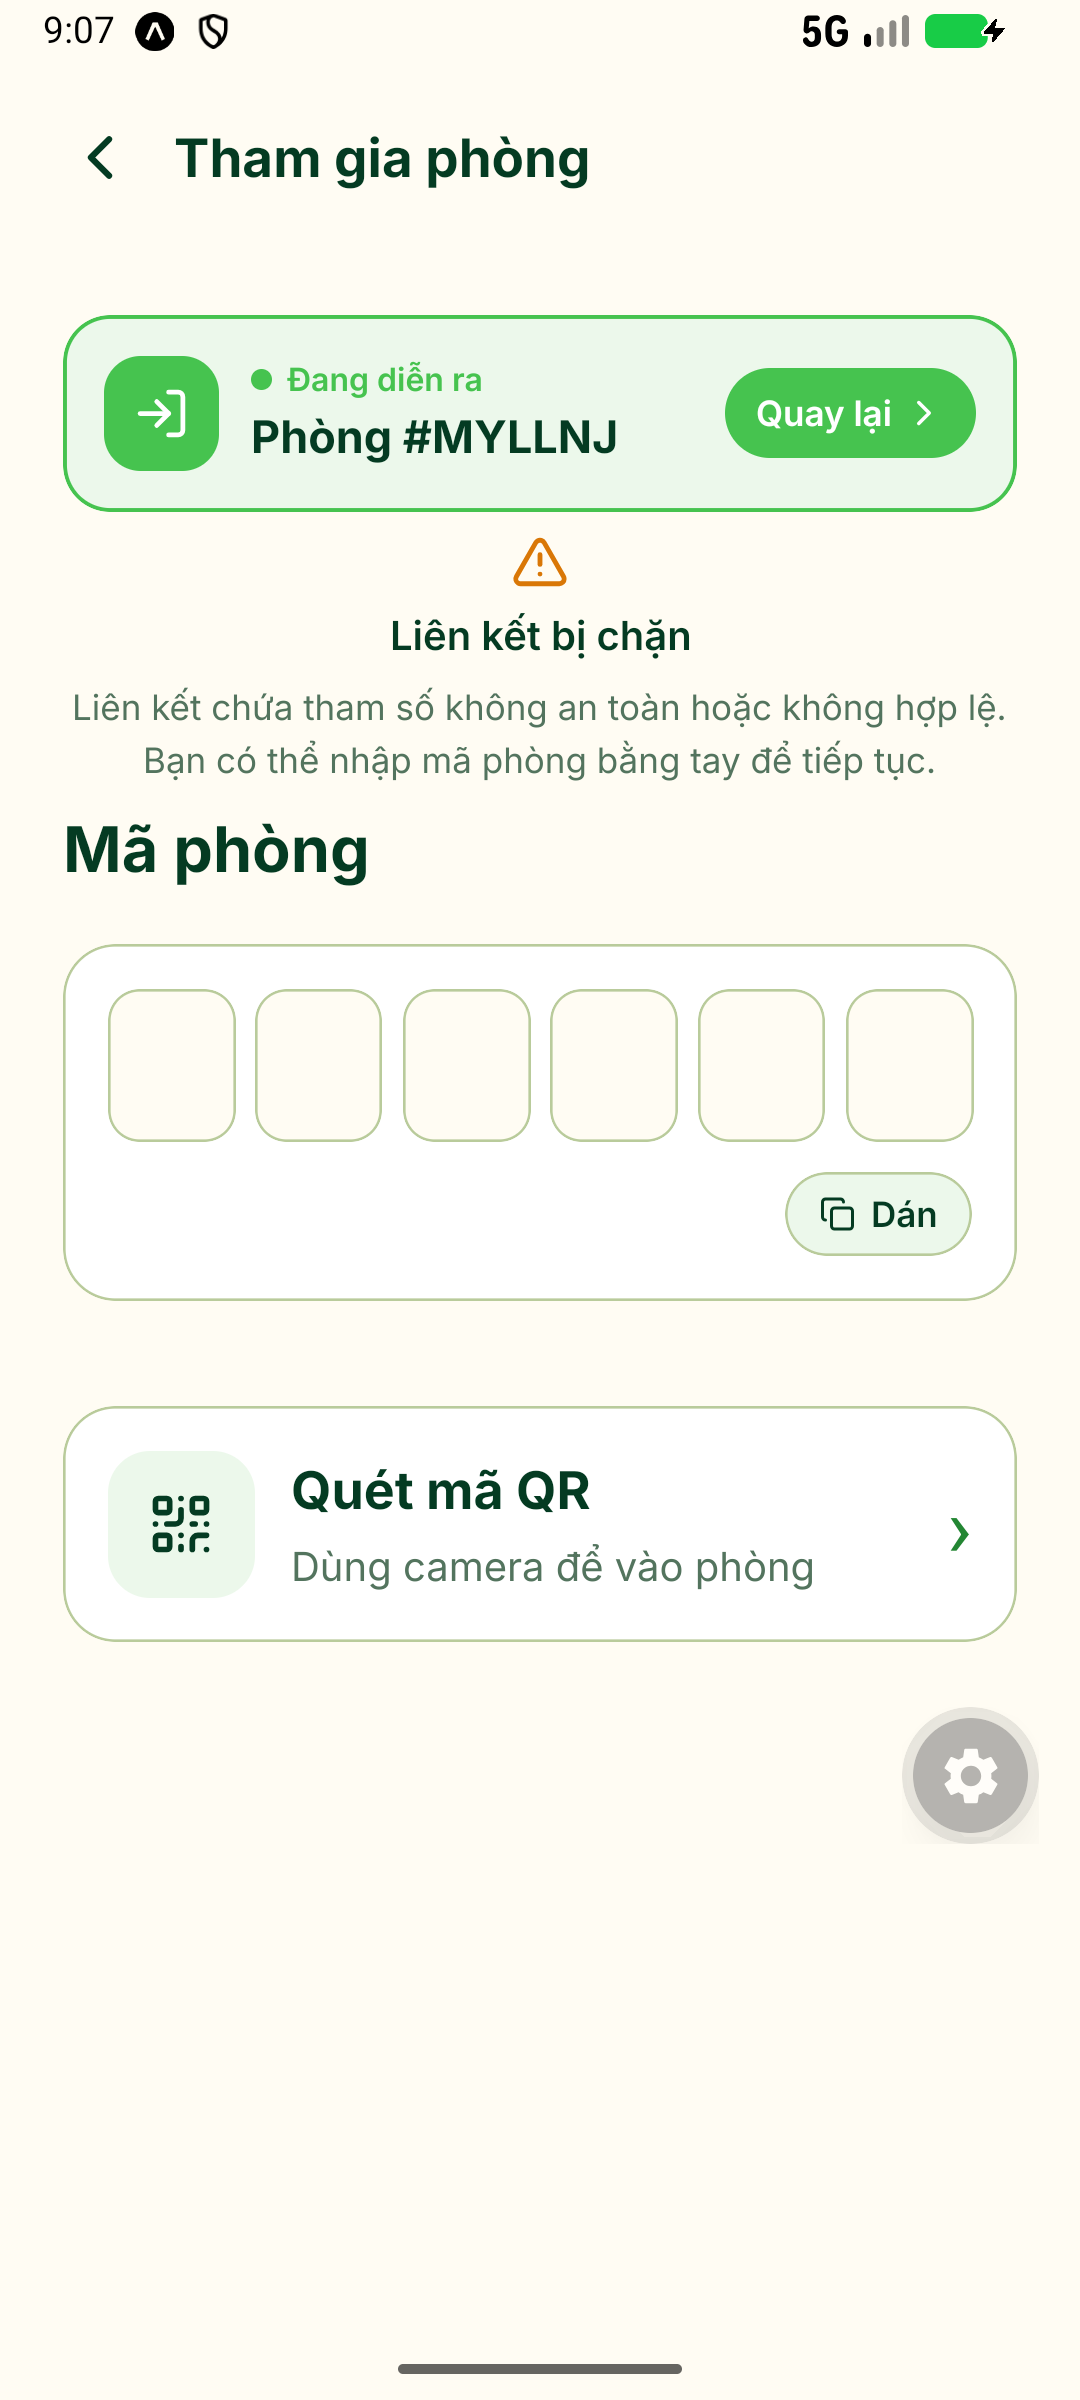 9:07
5G
Tham gia phòng
Đang diễn ra
Phòng #MYLLNJ
Quay lại
Liên kết bị chặn
Liên kết chứa tham số không an toàn hoặc không hợp lệ.
Bạn có thể nhập mã phòng bằng tay để tiếp tục.
Mã phòng
Dán
Quét mã QR
Dùng camera để vào phòng